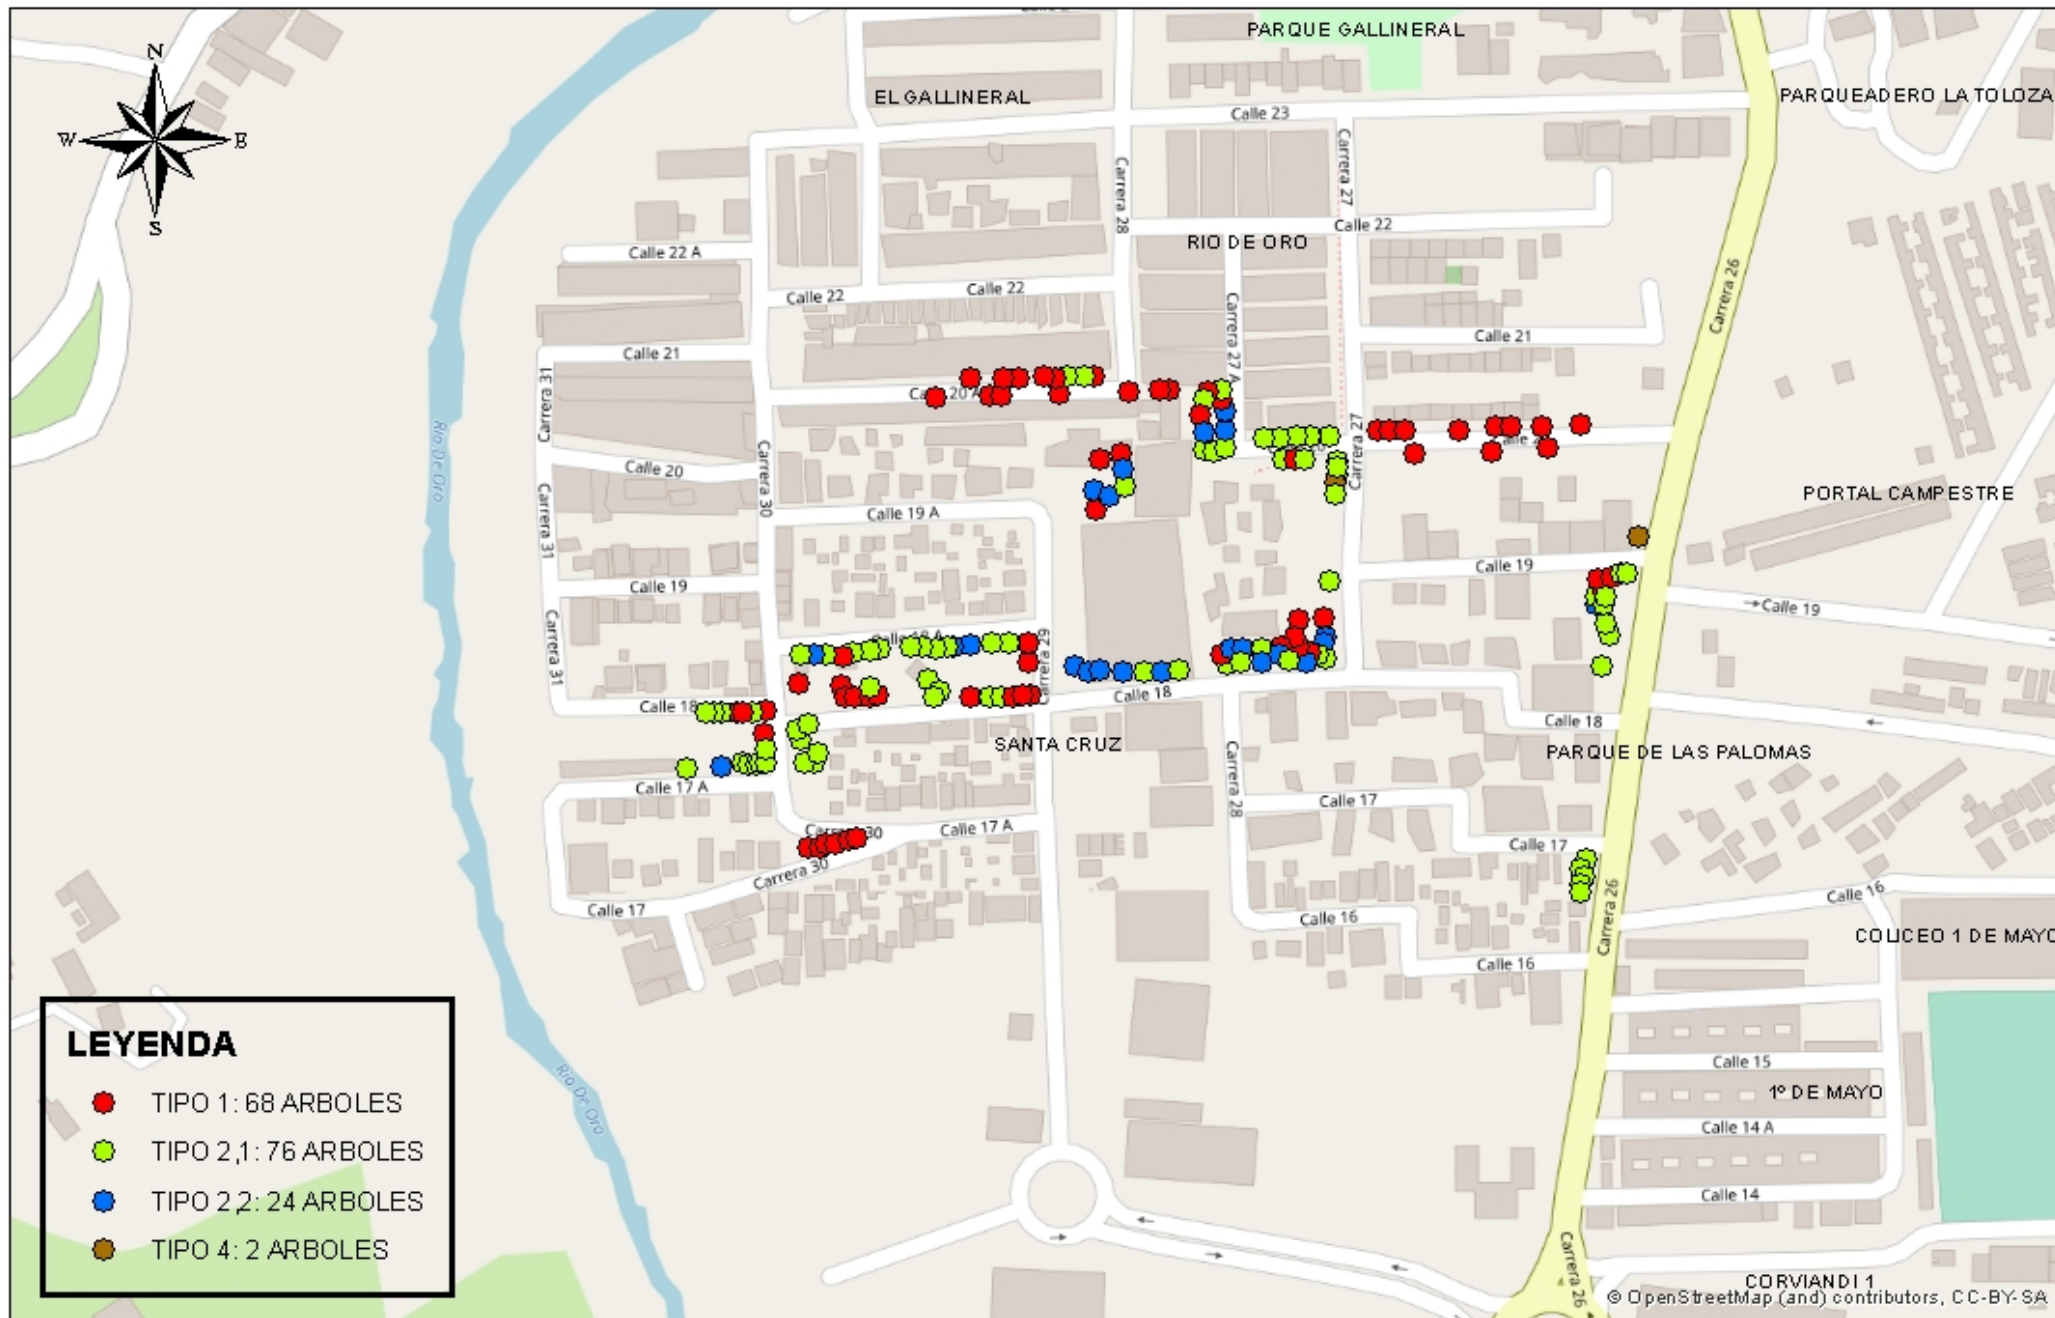 PARQUE GALLINERAL
N
W
E
S
EL GALLINERAL
PARQUEADERO LA TOLOZA
Calle 23
Carrera 28
Carrera 27
Calle 22
RIO DE ORO
Calle 22 A
Calle 22
Calle 22
Carrera 26
Carrera 27 A
Calle 21
Calle 21
Carrera 31
20 A
Carrera 27
Rio De Oro
Calle 20
Carrera 30
PORTAL CAMPESTRE
Calle 19 A
Carrera 31
Calle 19
Calle 19
Calle 19
Carrera 31
Carrera 29
Calle 18
Calle 18
Calle 18
SANTA CRUZ
PARQUE DE LAS PALOMAS
Carrera 28
Calle 17 A
Calle 17
Calle 17 A
Calle 17
Carrera 30
Calle 17
Calle 16
Calle 16
Carrera 26
COLICEO 1 DE MAYO
Calle 16
Rio De Oro
Calle 15
1º DE MAYO
Calle 14 A
Calle 14
Carrera 26
CORVIANDI 1
© OpenStreetMap (and) contributors, CC-BY-SA
LEYENDA
TIPO 1: 68 ARBOLES
TIPO 2,1: 76 ARBOLES
TIPO 2,2: 24 ARBOLES
TIPO 4: 2 ARBOLES